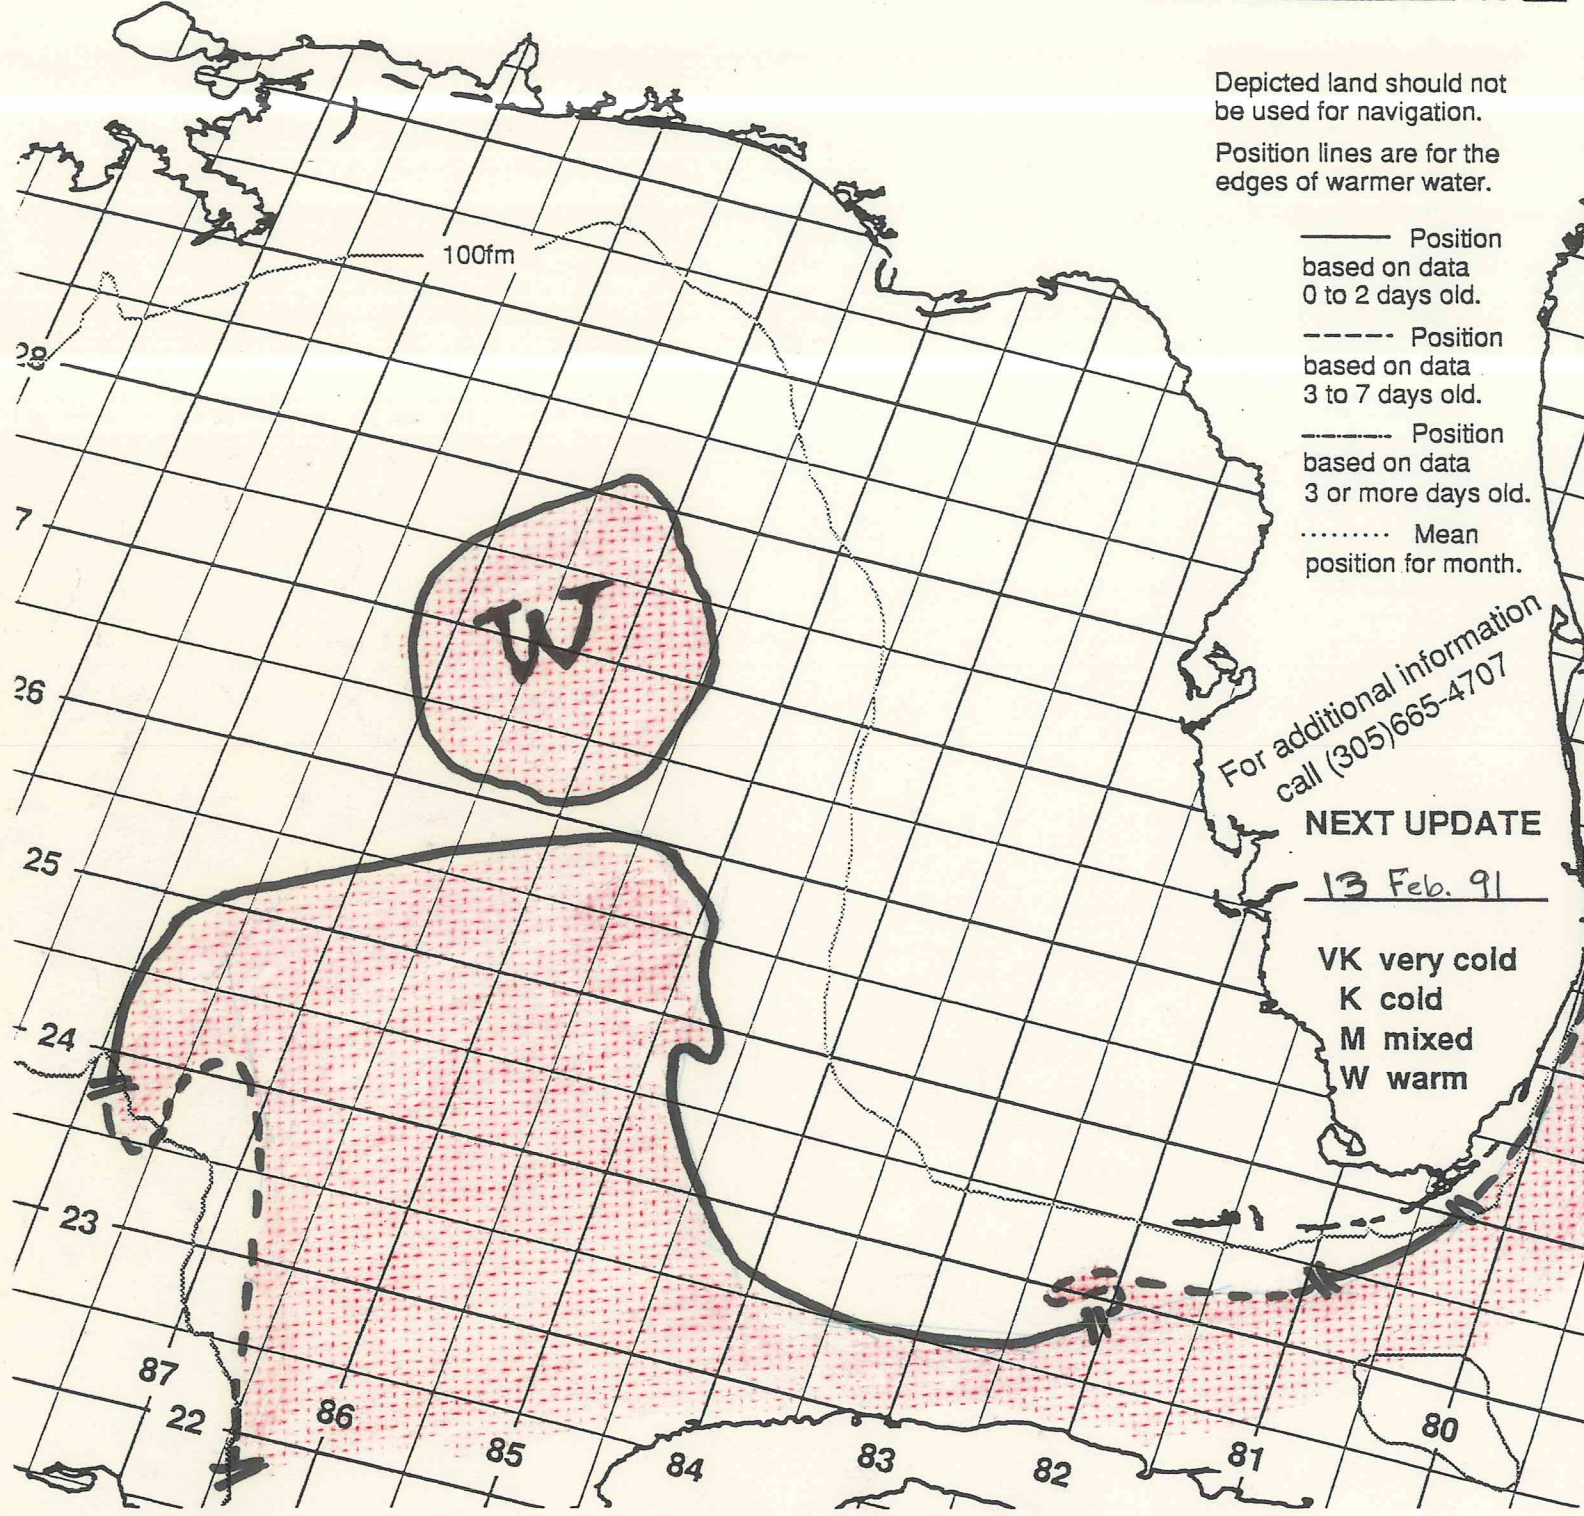 Depicted land should not
be used for navigation.
Position lines are for the
edges of warmer water.
Position
based on data
0 to 2 days old.
Position
based on data
3 to 7 days old.
Position
based on data
3 or more days old.
Mean
position for month.
For additional information
call (305)665-4707
NEXT UPDATE
13 Feb. 91
VK very cold
K cold
M mixed
W warm
100fm
W
28
7
26
25
24
23
22
87
86
85
84
83
82
81
80